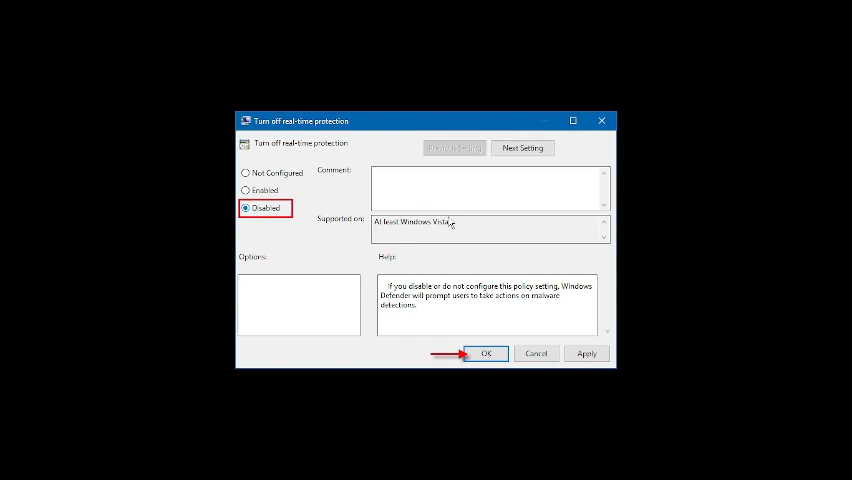 Turn off real-time protection
Turn off real-time protection
Previous Setting
Next Setting
Not Configured
Comment:
Enabled
Disabled
Supported on:
At least Windows Vista
Options:
Help:
If you disable or do not configure this policy setting, Windows
Defender will prompt users to take actions on malware
detections.
OK
Cancel
Apply